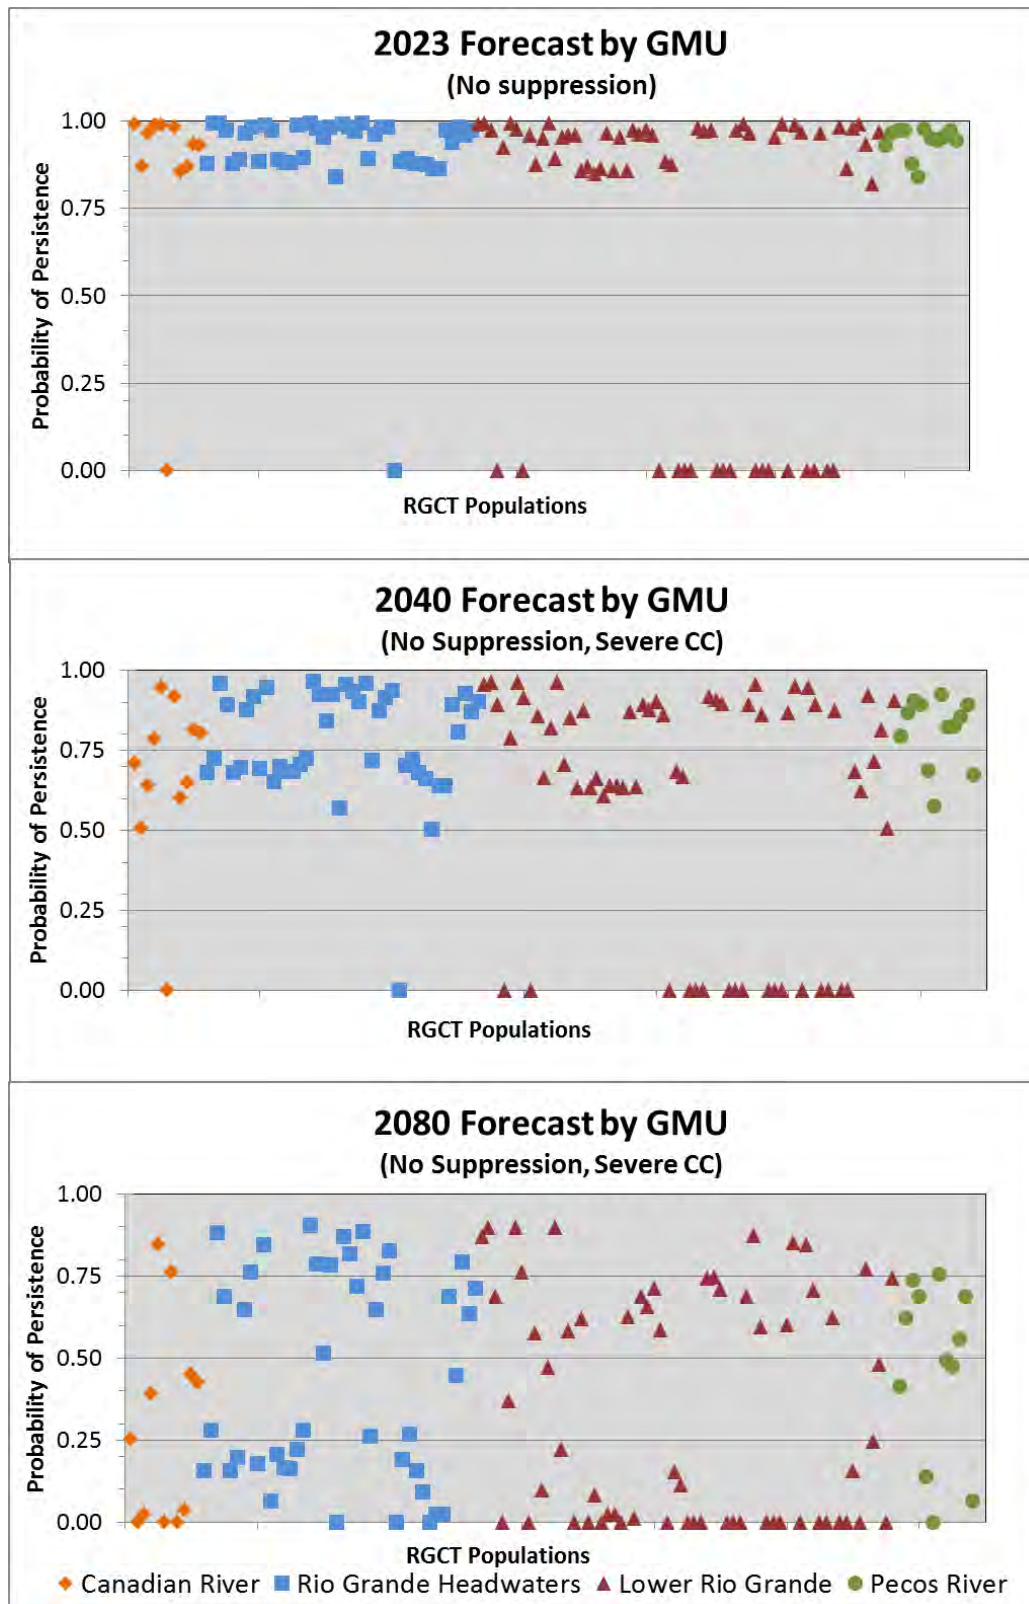 2023 Forecast by GMU
(No suppression)
Probability of Persistence
1.00
0.75
0.50
0.25
0.00
RGCT Populations
2040 Forecast by GMU
(No Suppression, Severe CC)
Probability of Persistence
1.00
0.75
0.50
0.25
0.00
RGCT Populations
2080 Forecast by GMU
(No Suppression, Severe CC)
Probability of Persistence
1.00
0.75
0.50
0.25
0.00
RGCT Populations
Canadian River Rio Grande Headwaters Lower Rio Grande Pecos River